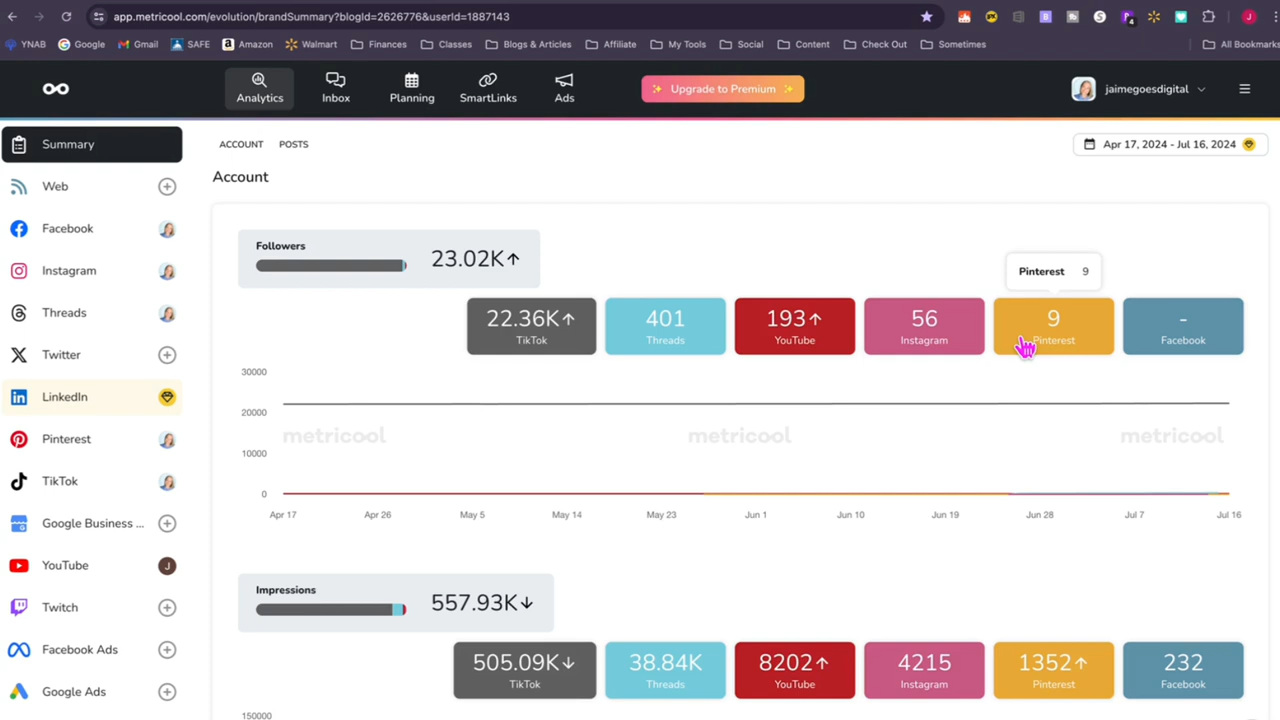 app.metricool.com/evolution/brandSummary?blogId=2626776&userId=1887143
YNAB Google Gmail SAFE Amazon Walmart Finances Classes Blogs & Articles Affiliate My Tools Social Content Check Out Sometimes All Bookmarks
Analytics Inbox Planning SmartLinks Ads Upgrade to Premium jaimegoesdigital
Summary
Web
Facebook
Instagram
Threads
Twitter
LinkedIn
Pinterest
TikTok
Google Business ...
YouTube J
Twitch
Facebook Ads
Google Ads
ACCOUNT POSTS Apr 17, 2024 - Jul 16, 2024
Account
Followers 23.02K↑
Pinterest 9
22.36K↑ 401 193↑ 56 9 -
TikTok Threads YouTube Instagram Pinterest Facebook
30000
20000
metricool metricool metricool
10000
0
Apr 17 Apr 26 May 5 May 14 May 23 Jun 1 Jun 10 Jun 19 Jun 28 Jul 7 Jul 16
Impressions 557.93K↓
505.09K↓ 38.84K 8202↑ 4215 1352↑ 232
TikTok Threads YouTube Instagram Pinterest Facebook
150000